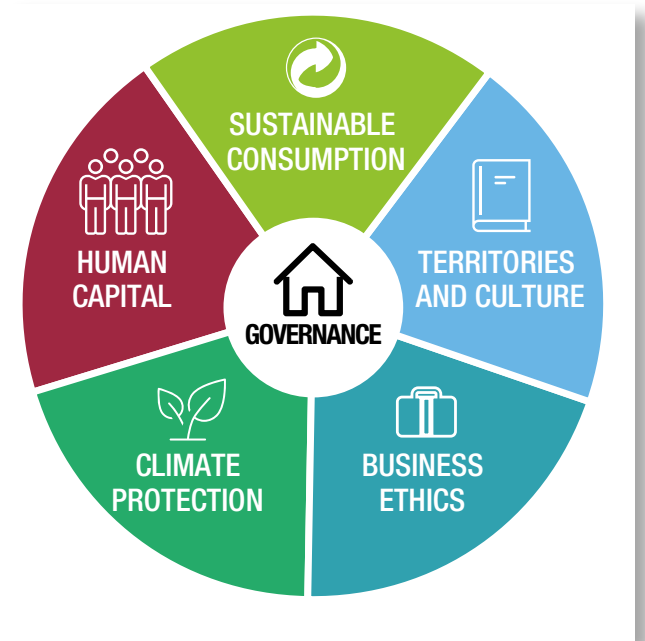 SUSTAINABLE
CONSUMPTION
HUMAN
CAPITAL
TERRITORIES
AND CULTURE
GOVERNANCE
CLIMATE
PROTECTION
BUSINESS
ETHICS